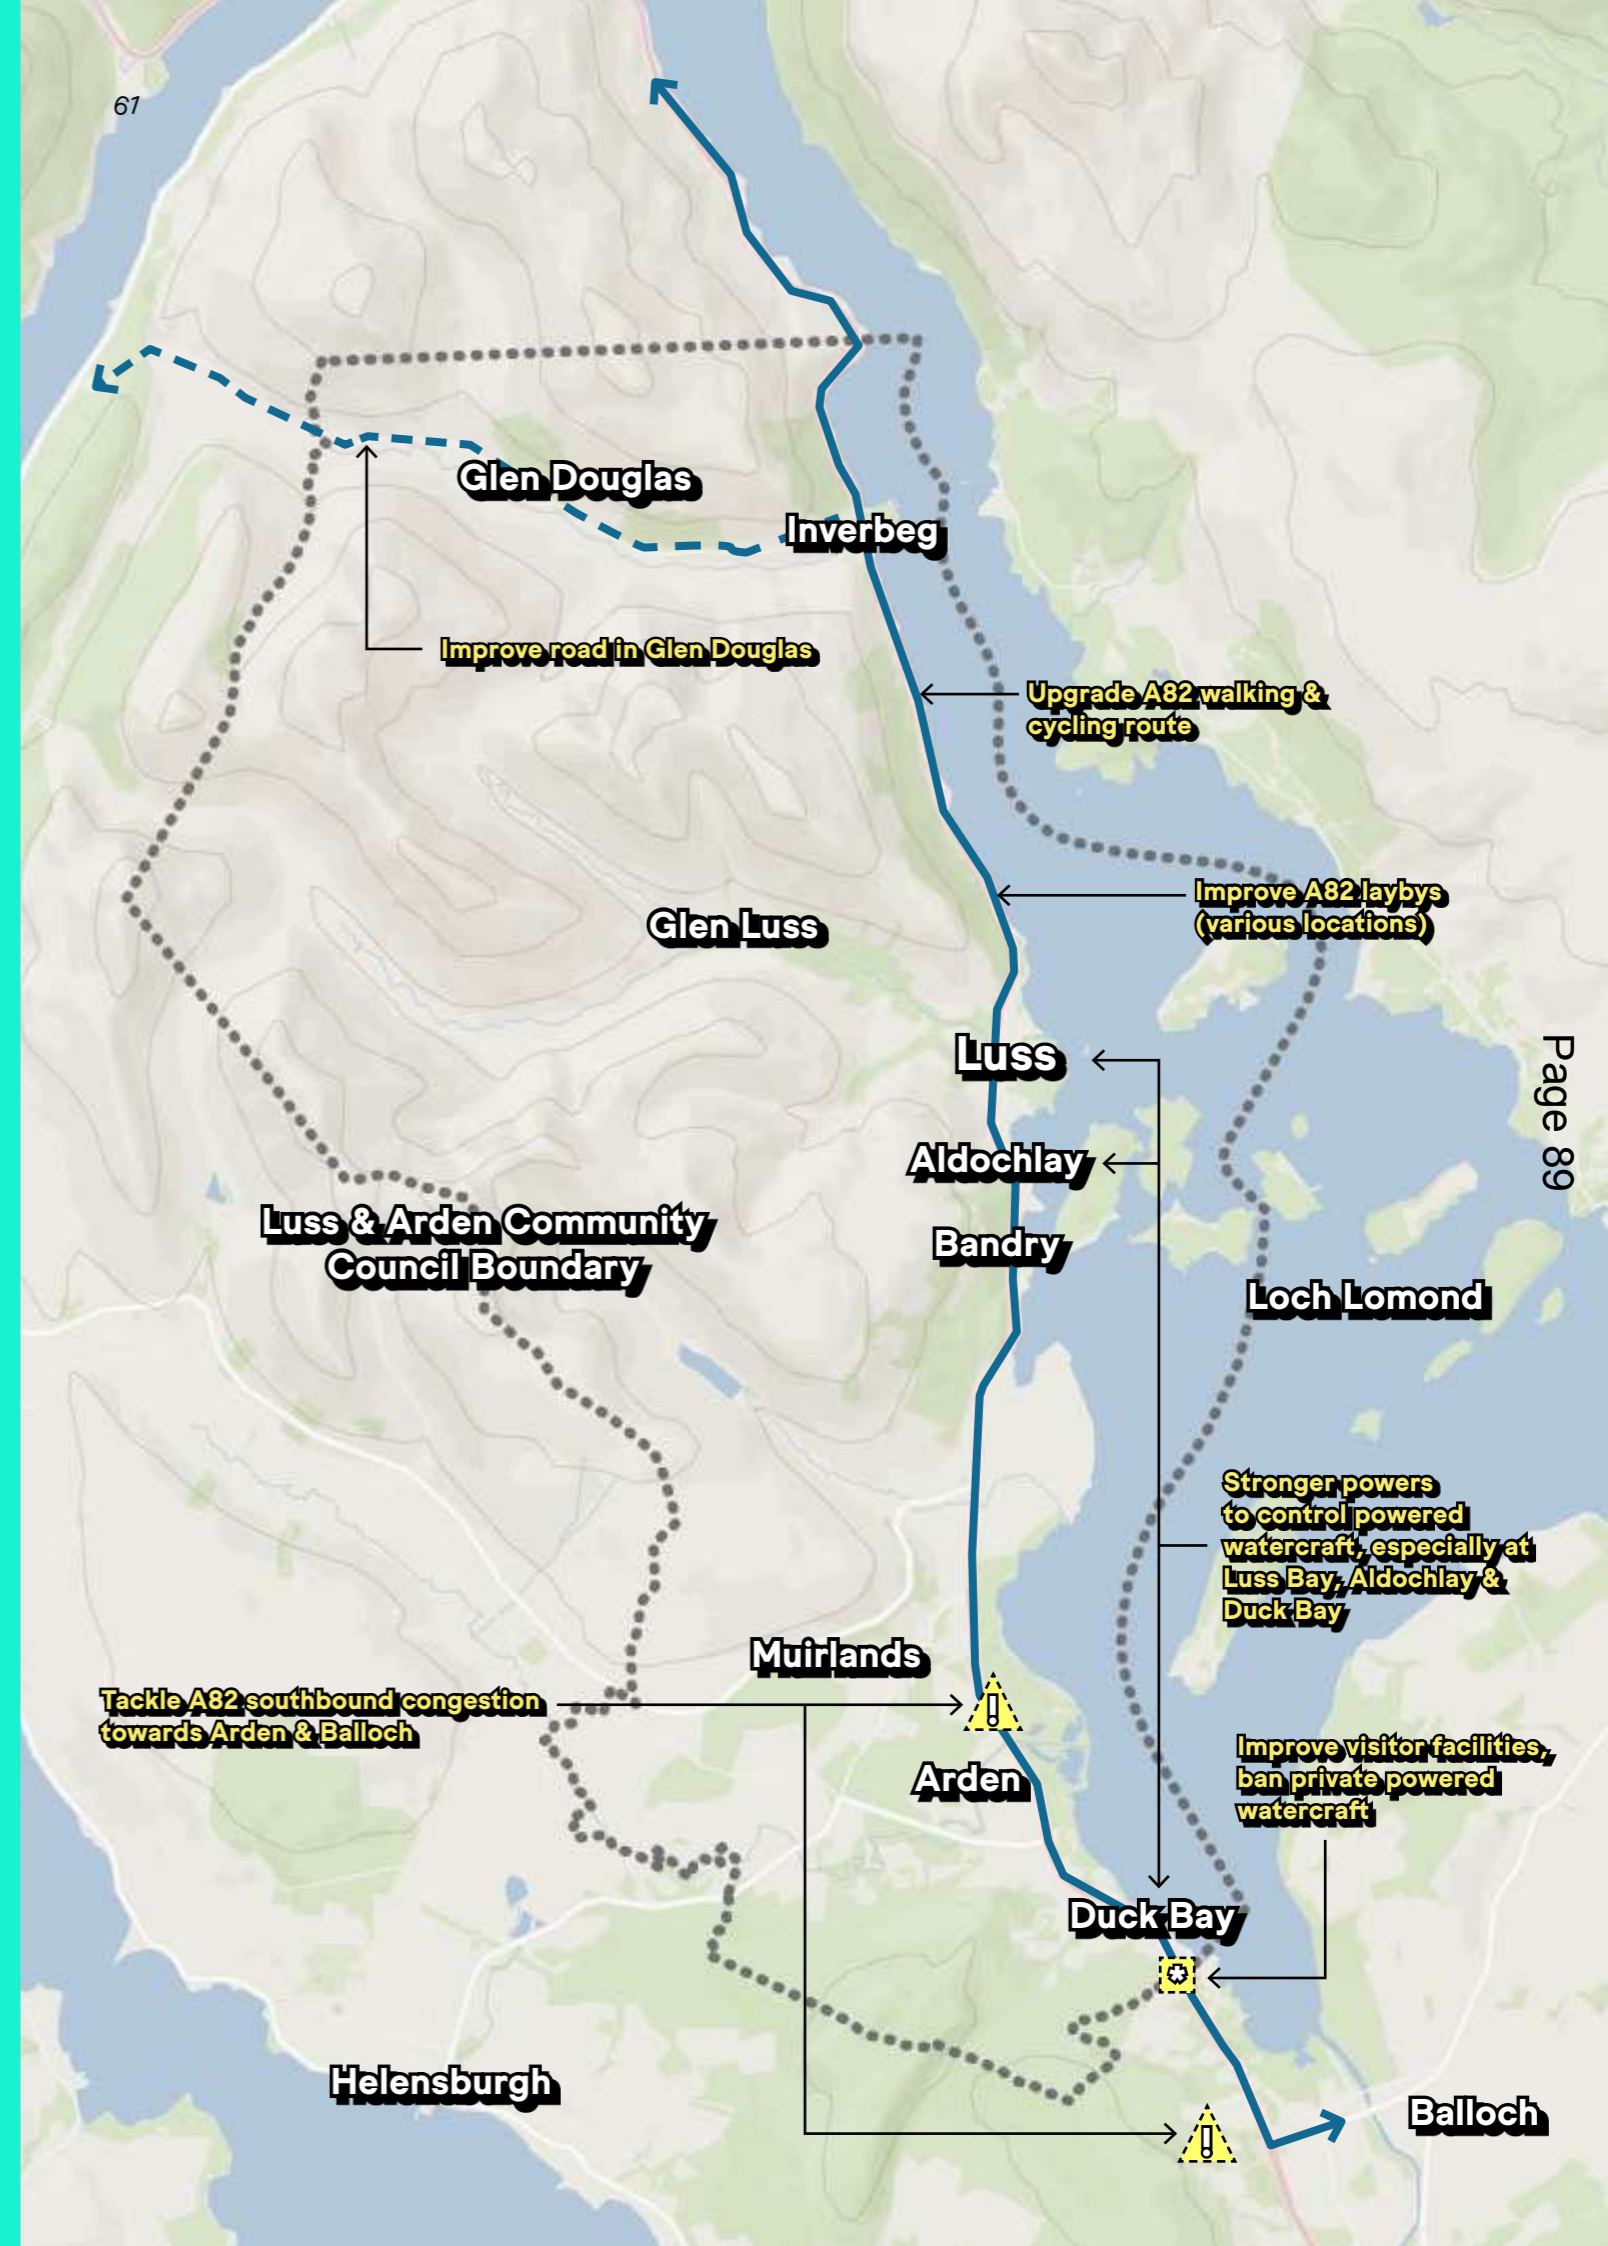 61
Glen Douglas
Inverbeg
Improve road in Glen Douglas
Upgrade A82 walking &
cycling route
Improve A82 laybys
(various locations)
Glen Luss
Luss
Page 89
Aldochlay
Luss & Arden Community
Council Boundary
Bandry
Loch Lomond
Stronger powers
to control powered
watercraft, especially at
Luss Bay, Aldochlay &
Duck Bay
Muirlands
Tackle A82 southbound congestion
towards Arden & Balloch
Arden
Improve visitor facilities,
ban private powered
watercraft
Duck Bay
Helensburgh
Balloch